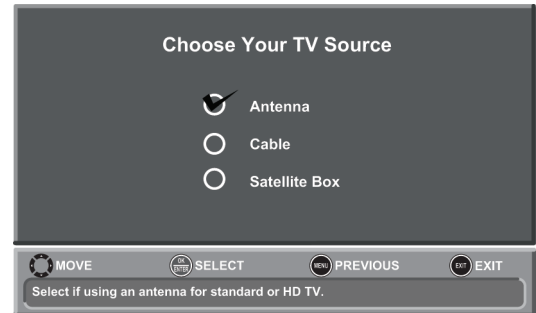 Choose Your TV Source
Antenna
Cable
Satellite Box
MOVE OK ENTER SELECT MENU PREVIOUS EXIT EXIT
Select if using an antenna for standard or HD TV.